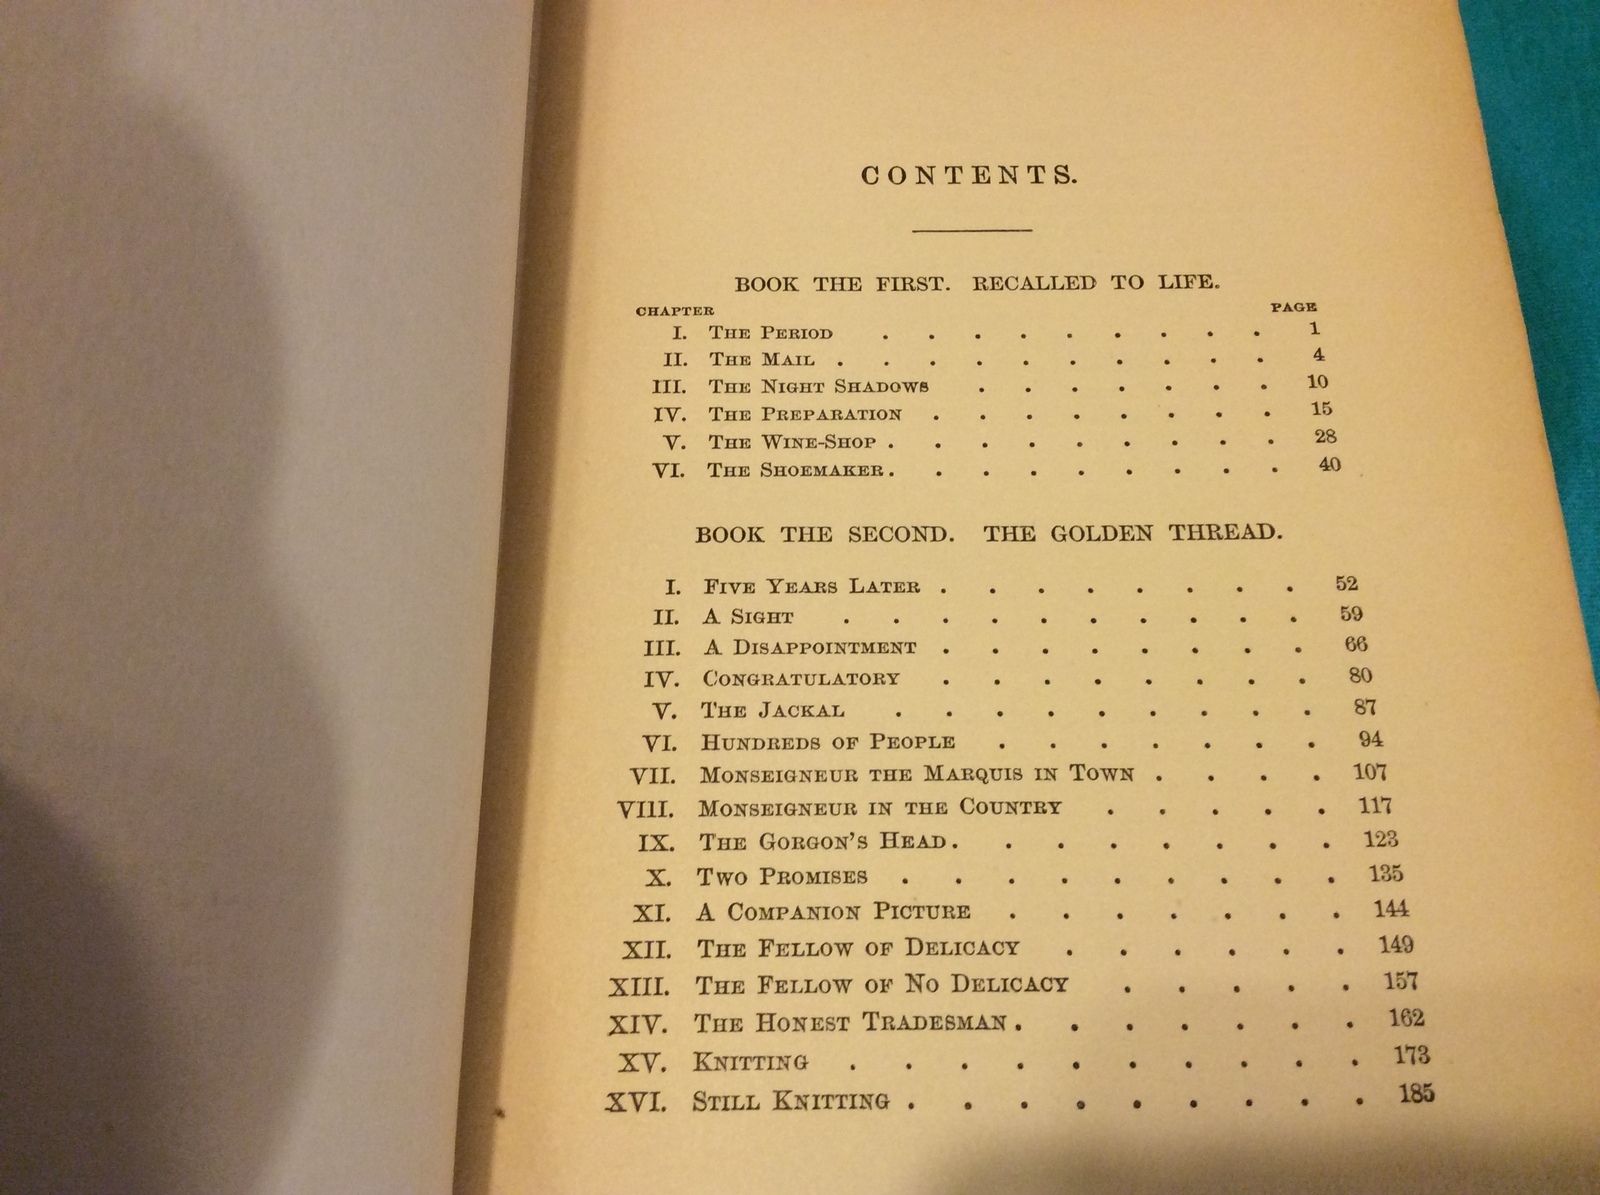 CONTENTS.
BOOK THE FIRST. RECALLED TO LIFE.
CHAPTER PAGE
I. THE PERIOD . . . . . . . . . 1
II. THE MAIL . . . . . . . . . . 4
III. THE NIGHT SHADOWS . . . . . . . 10
IV. THE PREPARATION . . . . . . . . 15
V. THE WINE-SHOP . . . . . . . . . 28
VI. THE SHOEMAKER . . . . . . . . . 40
BOOK THE SECOND. THE GOLDEN THREAD.
I. FIVE YEARS LATER . . . . . . . . 52
II. A SIGHT . . . . . . . . . . 59
III. A DISAPPOINTMENT . . . . . . . . 66
IV. CONGRATULATORY . . . . . . . . 80
V. THE JACKAL . . . . . . . . . 87
VI. HUNDREDS OF PEOPLE . . . . . . . 94
VII. MONSEIGNEUR THE MARQUIS IN TOWN . . . . 107
VIII. MONSEIGNEUR IN THE COUNTRY . . . . . 117
IX. THE GORGON'S HEAD . . . . . . . . 123
X. TWO PROMISES . . . . . . . . . 135
XI. A COMPANION PICTURE . . . . . . . 144
XII. THE FELLOW OF DELICACY . . . . . . 149
XIII. THE FELLOW OF NO DELICACY . . . . . 157
XIV. THE HONEST TRADESMAN . . . . . . . 162
XV. KNITTING . . . . . . . . . . 173
XVI. STILL KNITTING . . . . . . . . . 185